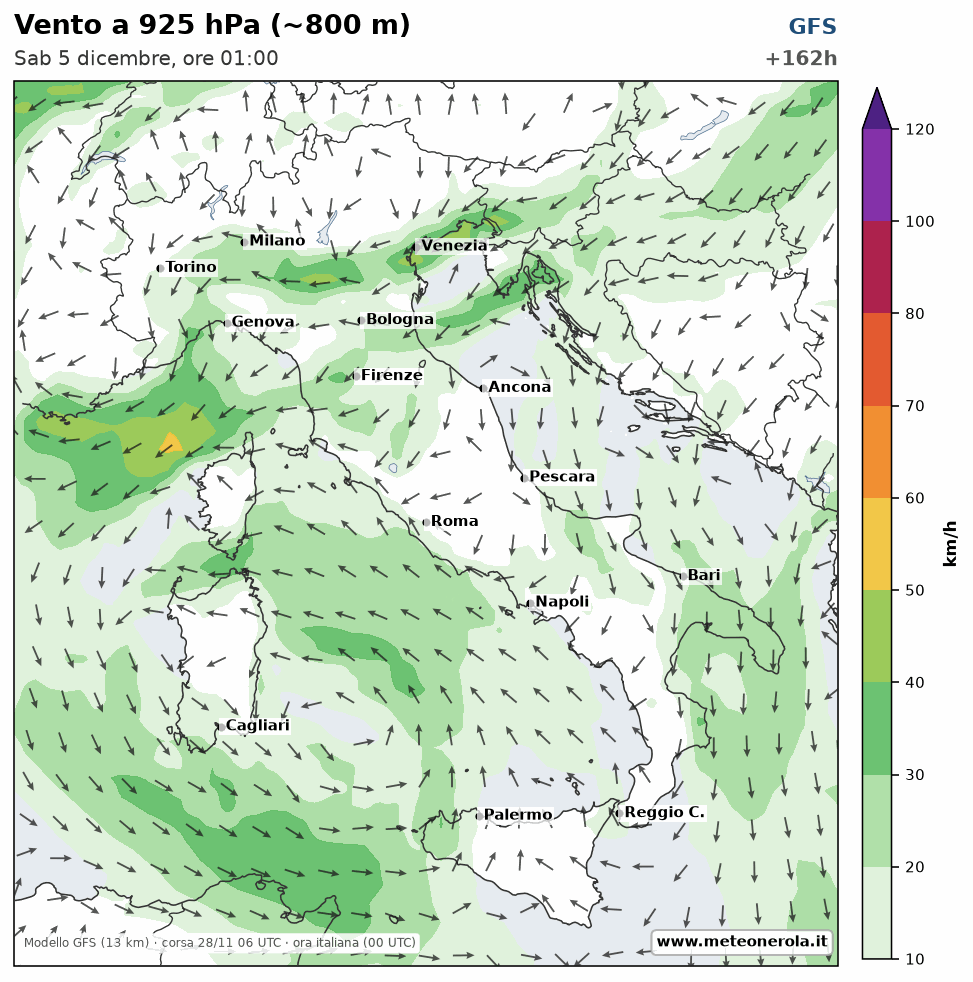 Vento a 925 hPa (~800 m)
GFS
Sab 5 dicembre, ore 01:00
+162h
Milano
Venezia
Torino
Genova
Bologna
Firenze
Ancona
Pescara
Roma
Bari
Napoli
Cagliari
Palermo
Reggio C.
120
100
80
70
60
50
40
30
20
10
km/h
Modello GFS (13 km) · corsa 28/11 06 UTC · ora italiana (00 UTC)
www.meteonerola.it